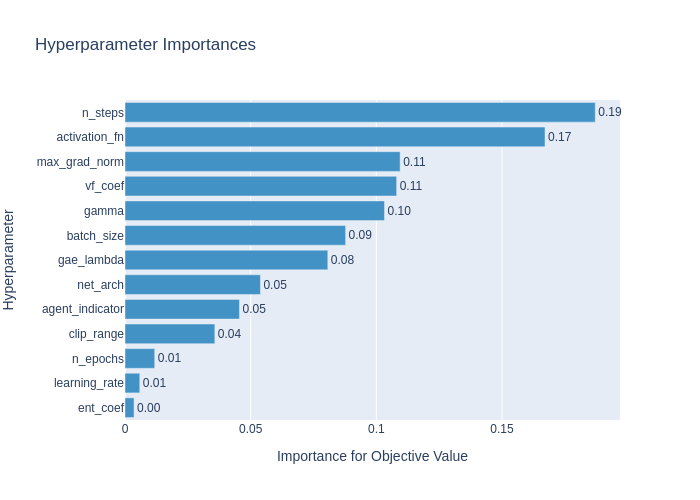 Hyperparameter Importances
Hyperparameter
n_steps 0.19
activation_fn 0.17
max_grad_norm 0.11
vf_coef 0.11
gamma 0.10
batch_size 0.09
gae_lambda 0.08
net_arch 0.05
agent_indicator 0.05
clip_range 0.04
n_epochs 0.01
learning_rate 0.01
ent_coef 0.00
0 0.05 0.1 0.15
Importance for Objective Value